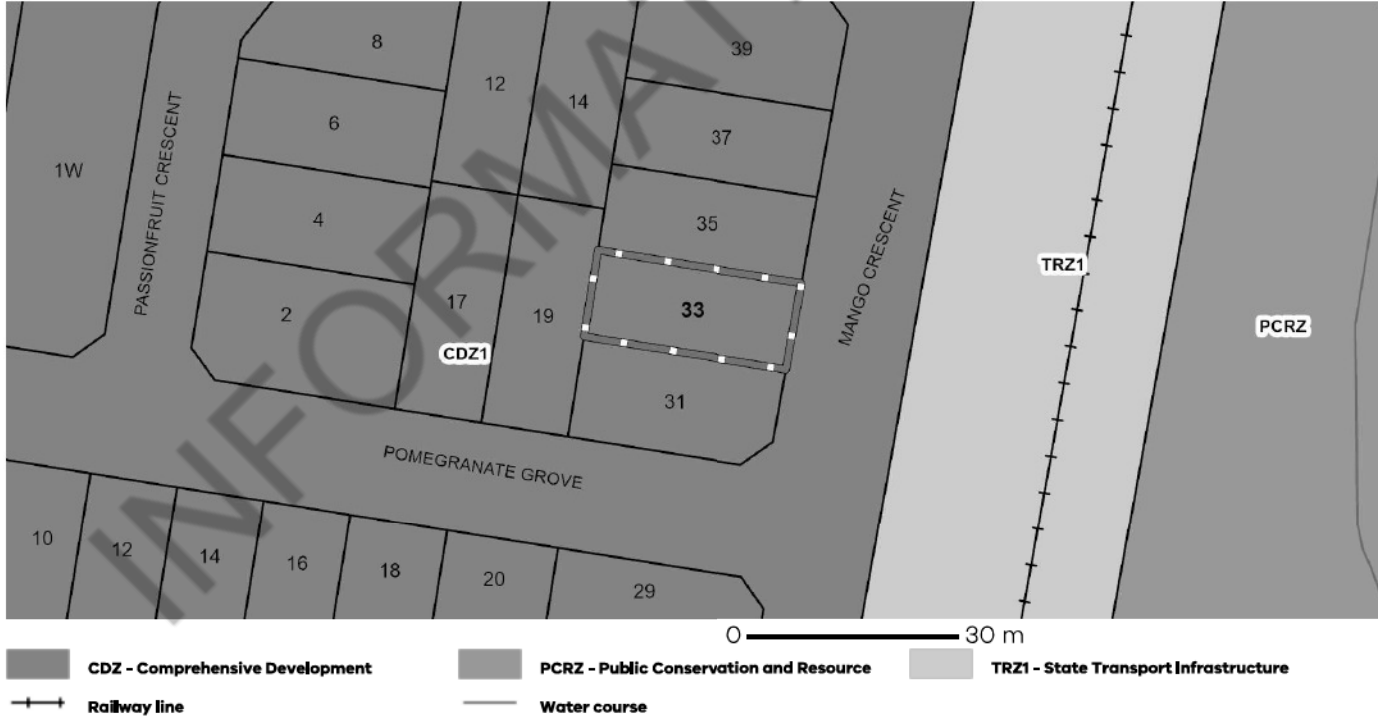 8
39
12
14
6
37
1W
PASSIONFRUIT CRESCENT
4
35
MANGO CRESCENT
TRZ1
2
17
19
33
PCRZ
CDZ1
31
POMEGRANATE GROVE
10
12
14
16
18
20
29
INFORMAT
0 30 m
CDZ - Comprehensive Development
PCRZ - Public Conservation and Resource
TRZ1 - State Transport Infrastructure
Railway line
Water course